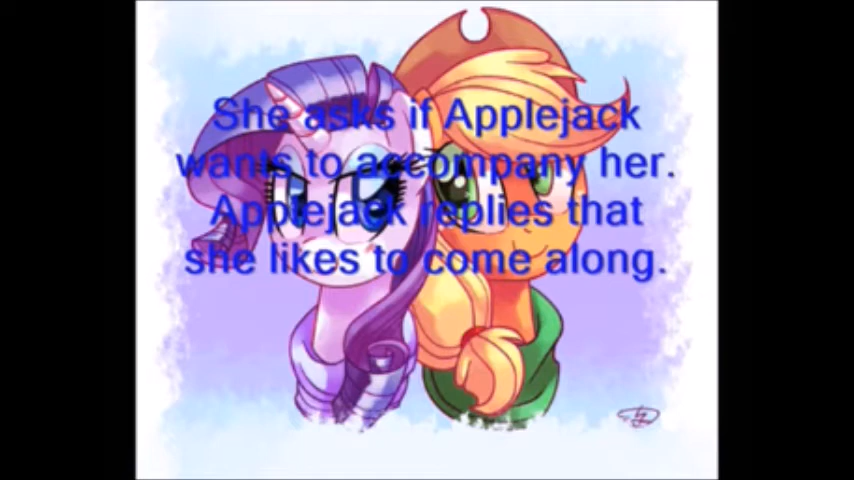 She asks if Applejack
wants to accompany her.
Applejack replies that
she likes to come along.